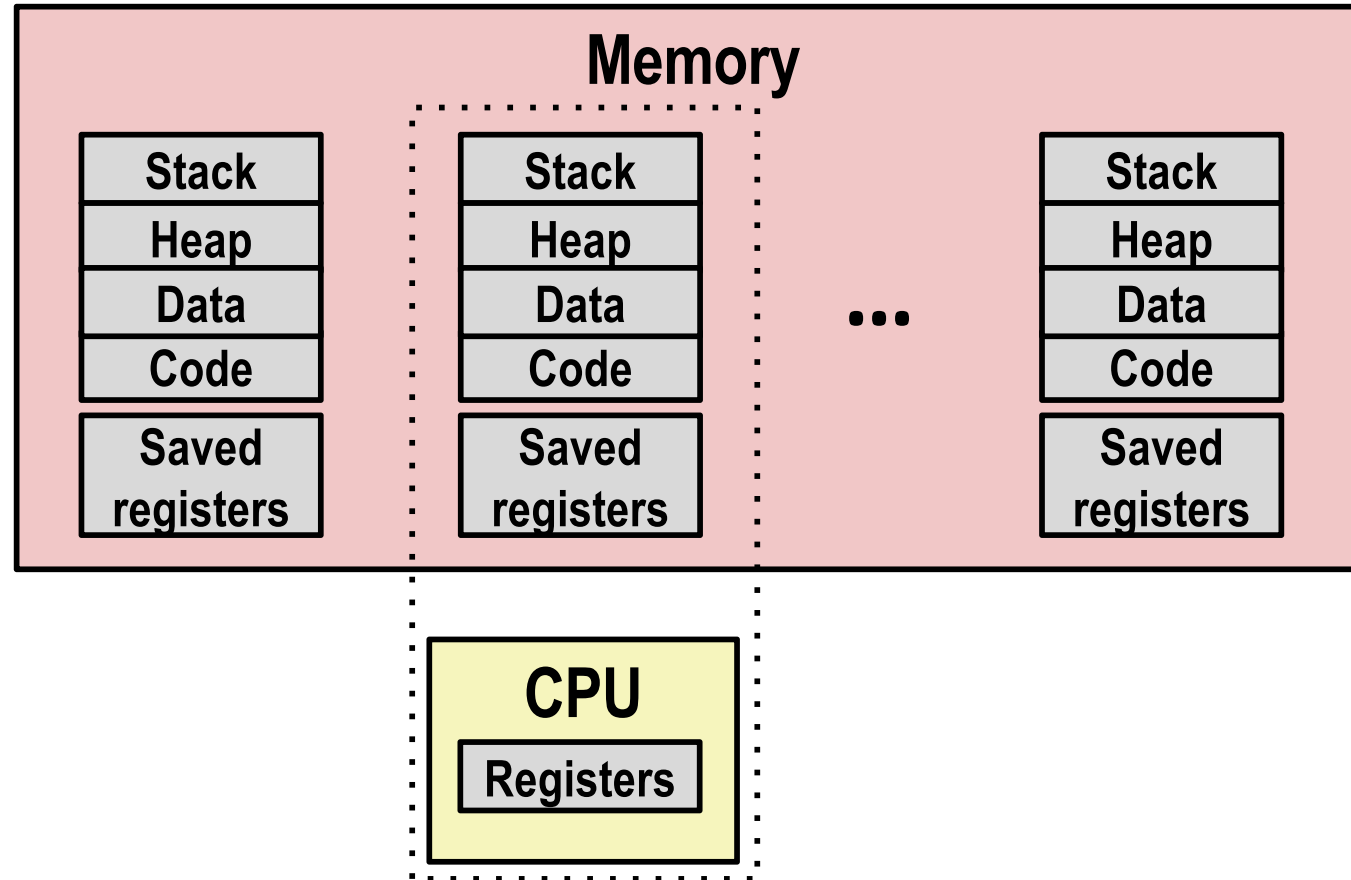 Memory
Stack
Heap
Data
Code
Saved
registers
Stack
Heap
Data
Code
Saved
registers
...
Stack
Heap
Data
Code
Saved
registers
CPU
Registers